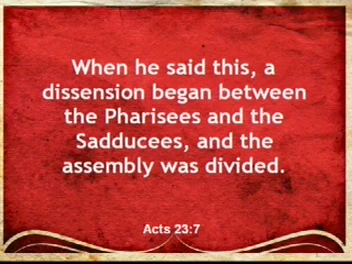 When he said this, a
dissension began between
the Pharisees and the
Sadducees, and the
assembly was divided.
Acts 23:7